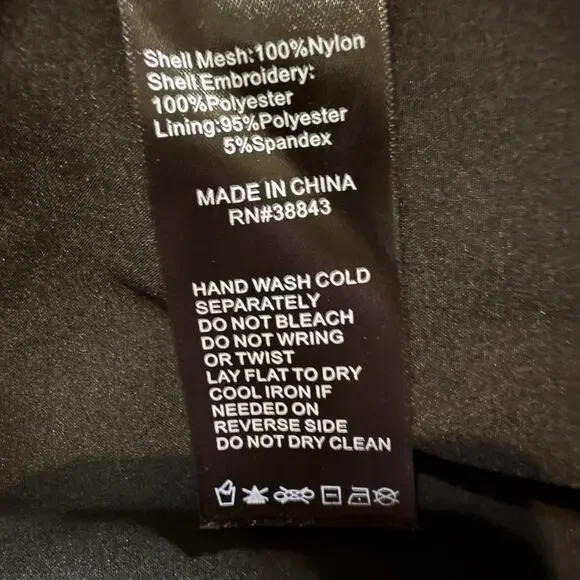 Shell Mesh:100%Nylon
Shell Embroidery:
100%Polyester
Lining:95%Polyester
5%Spandex
MADE IN CHINA
RN#38843
HAND WASH COLD
SEPARATELY
DO NOT BLEACH
DO NOT WRING
OR TWIST
LAY FLAT TO DRY
COOL IRON IF
NEEDED ON
REVERSE SIDE
DO NOT DRY CLEAN